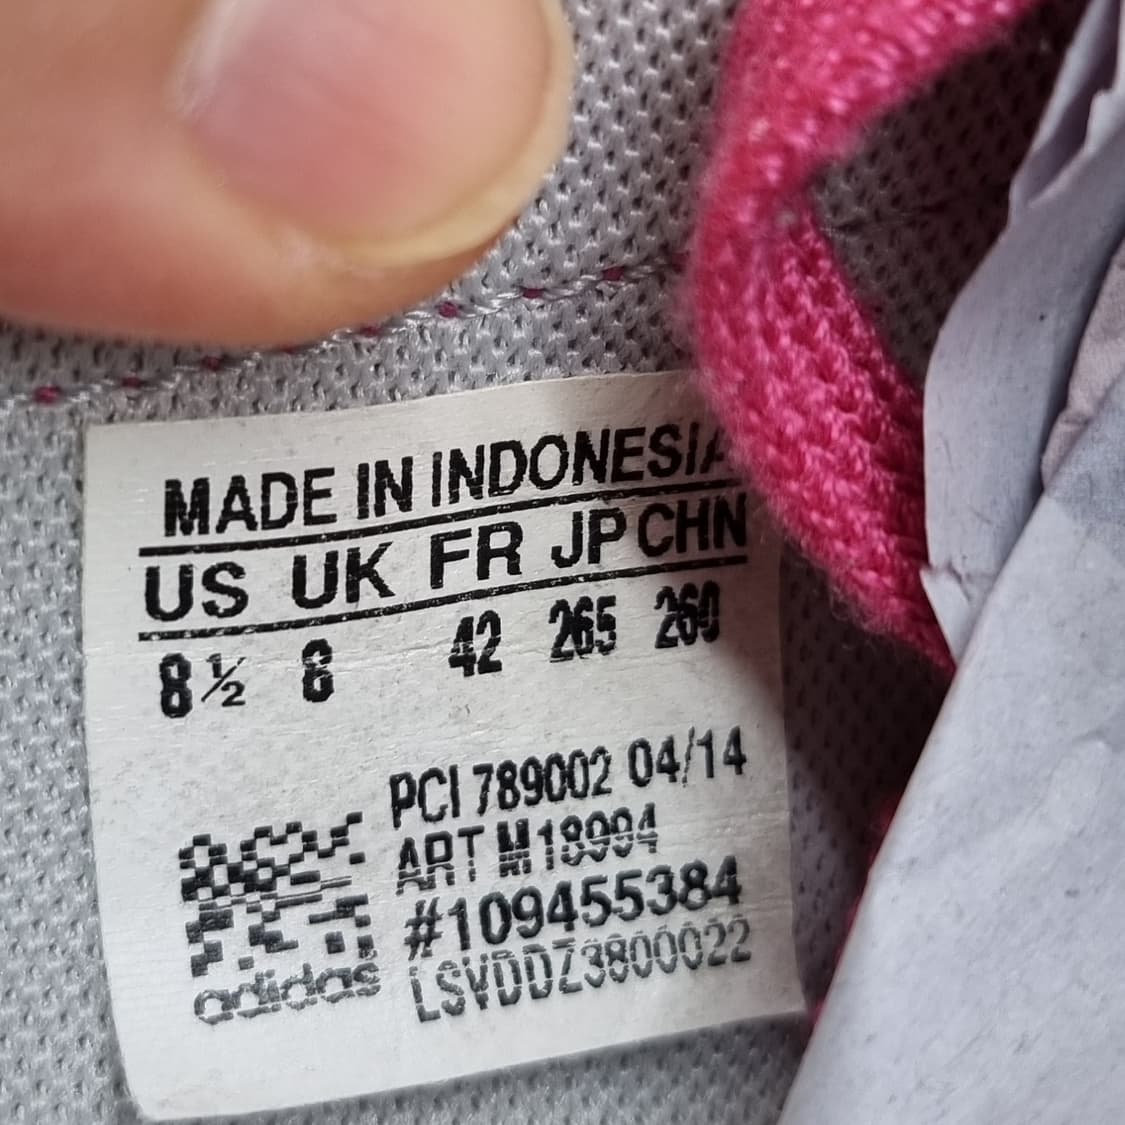 MADE IN INDONESIA
US UK FR JP CHN
8½ 8 42 265 260
PCI 789002 04/14
ART M18994
#109455384
LSVDDZ3800022
adidas